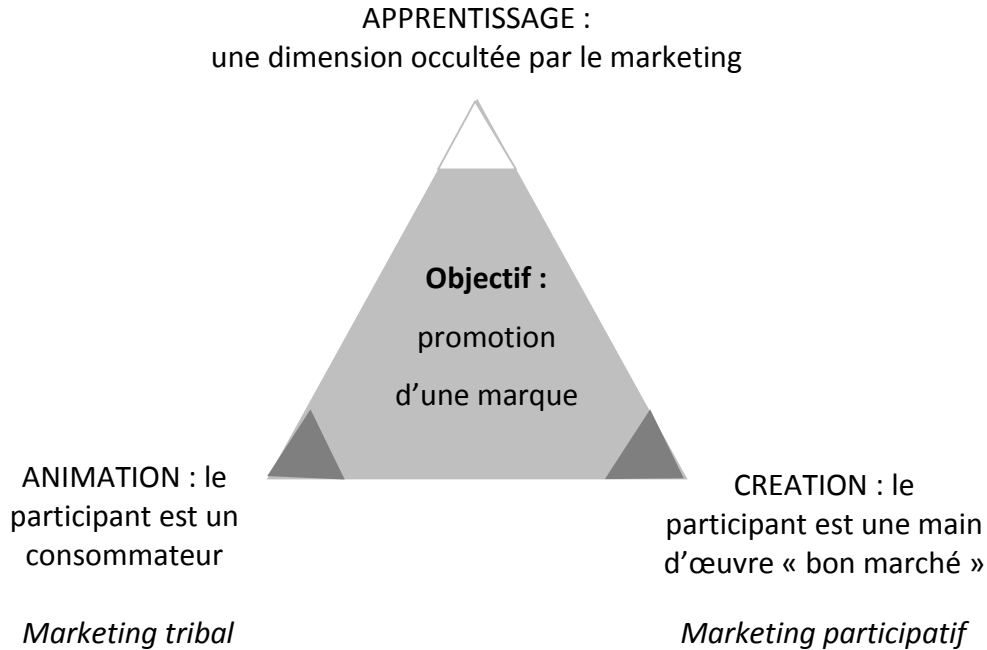 APPRENTISSAGE :
une dimension occultée par le marketing
Objectif :
promotion
d’une marque
ANIMATION : le
participant est un
consommateur
Marketing tribal
CREATION : le
participant est une main
d’œuvre « bon marché »
Marketing participatif